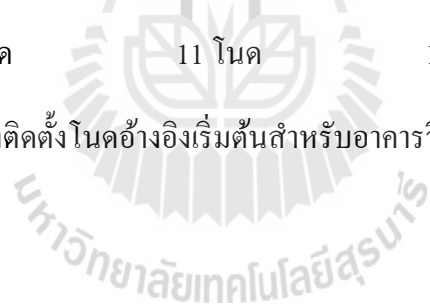 ด 11 โนด
ติดตั้งโนดอ้างอิงเริ่มต้นสำหรับอาคารวิ
มหาวิทยาลัยเทคโนโลยีสุรนารี